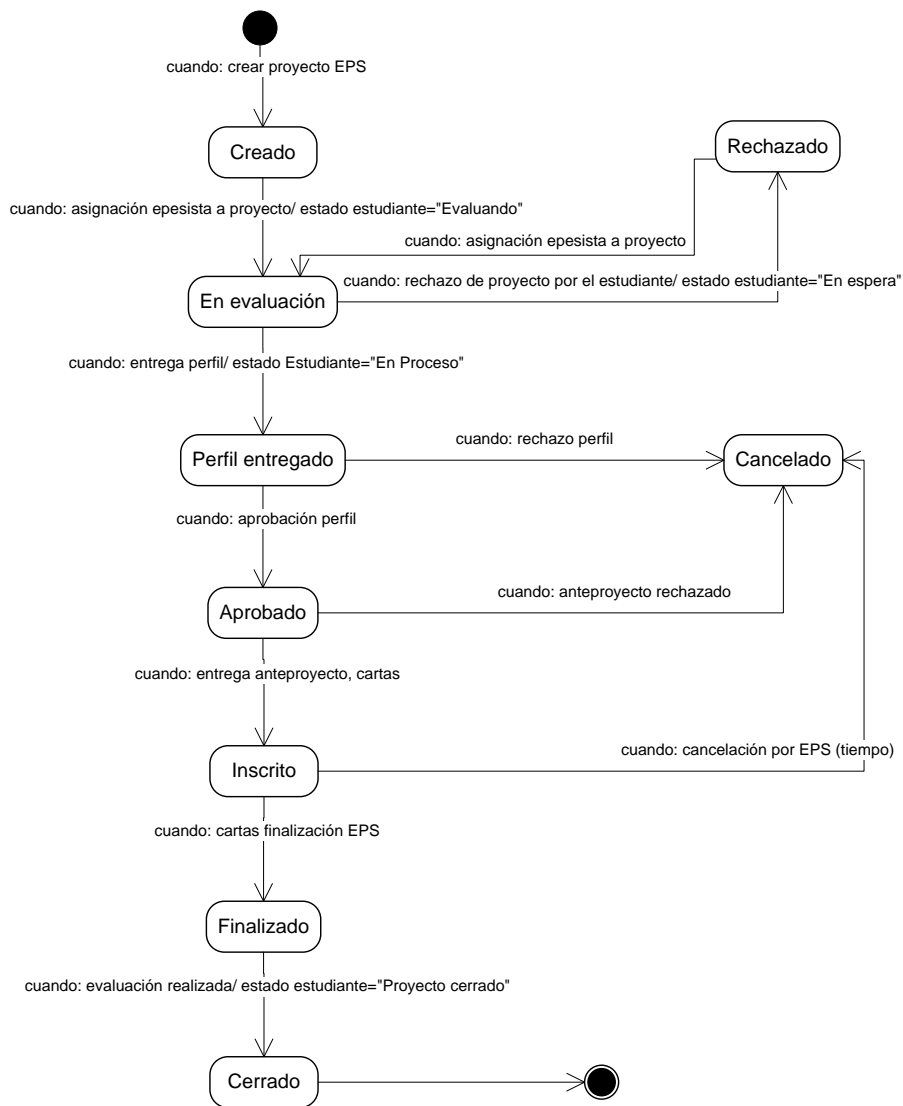 cuando: crear proyecto EPS
Creado
Rechazado
cuando: asignación epesista a proyecto/ estado estudiante="Evaluando"
cuando: asignación epesista a proyecto
En evaluación
cuando: rechazo de proyecto por el estudiante/ estado estudiante="En espera"
cuando: entrega perfil/ estado Estudiante="En Proceso"
Perfil entregado
cuando: rechazo perfil
Cancelado
cuando: aprobación perfil
Aprobado
cuando: anteproyecto rechazado
cuando: entrega anteproyecto, cartas
Inscrito
cuando: cancelación por EPS (tiempo)
cuando: cartas finalización EPS
Finalizado
cuando: evaluación realizada/ estado estudiante="Proyecto cerrado"
Cerrado